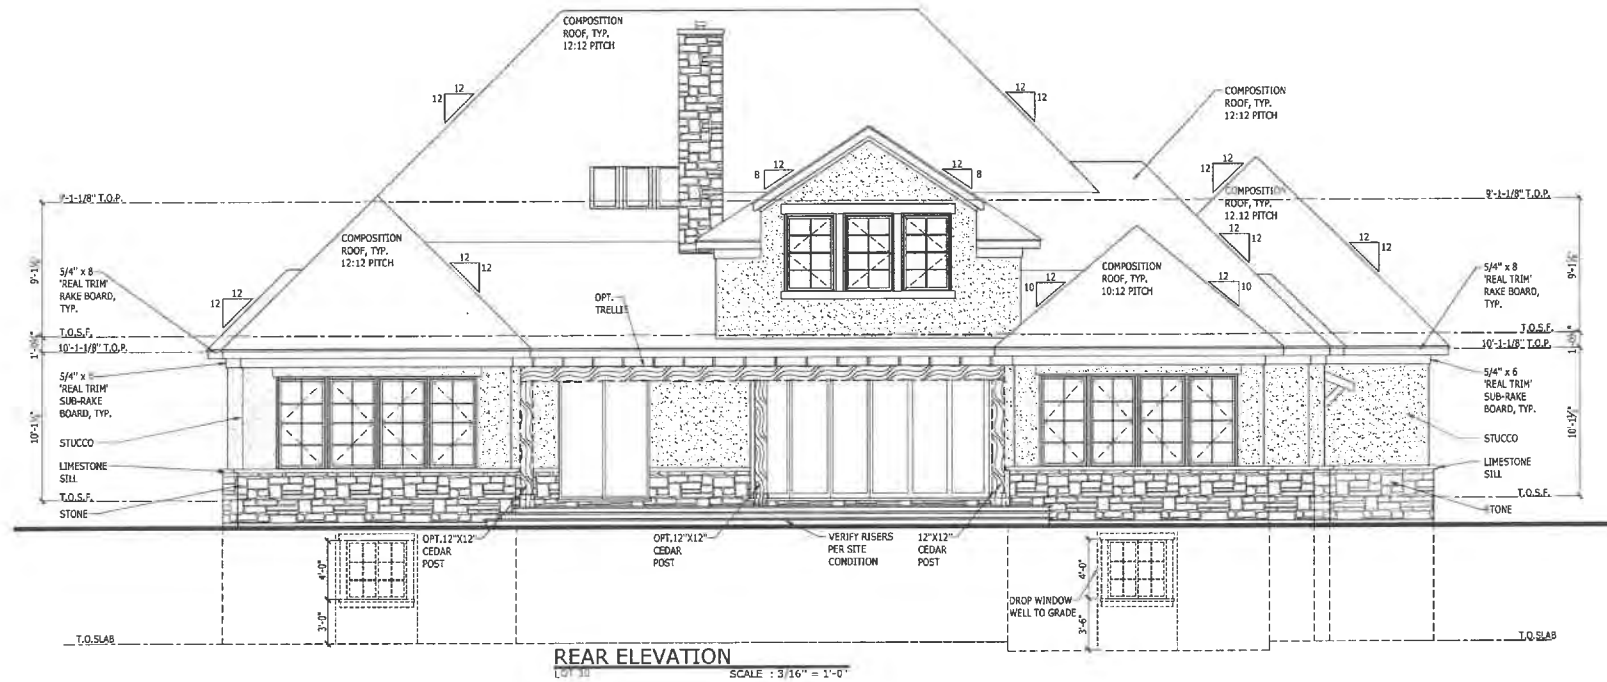 COMPOSITION
ROOF, TYP.
12:12 PITCH
12
12
12
12
COMPOSITION
ROOF, TYP.
12:12 PITCH
12
8
12
8
12
12
COMPOSITION
ROOF, TYP.
12:12 PITCH
9'-1-1/8" T.O.P.
9'-1-1/8" T.O.P.
COMPOSITION
ROOF, TYP.
12:12 PITCH
12
12
12
12
12
12
COMPOSITION
ROOF, TYP.
10:12 PITCH
12
10
12
10
12
12
5/4" x 8
'REAL TRIM'
RAKE BOARD,
TYP.
5/4" x 8
'REAL TRIM'
RAKE BOARD,
TYP.
OPT.
TRELLIS
T.O.S.F.
10'-1-1/8" T.O.P.
T.O.S.F.
10'-1-1/8" T.O.P.
5/4" x
'REAL TRIM'
SUB-RAKE
BOARD, TYP.
5/4" x 6
'REAL TRIM'
SUB-RAKE
BOARD, TYP.
STUCCO
STUCCO
LIMESTONE
SILL
LIMESTONE
SILL
T.O.S.F.
STONE
T.O.S.F.
STONE
OPT.12"X12"
CEDAR
POST
OPT.12"X12"
CEDAR
POST
VERIFY RISERS
PER SITE
CONDITION
12"X12"
CEDAR
POST
4'-0"
3'-0"
4'-0"
3'-6"
DROP WINDOW
WELL TO GRADE
T.O.SLAB
T.O.SLAB
REAR ELEVATION
LOT 30
SCALE : 3/16" = 1'-0"